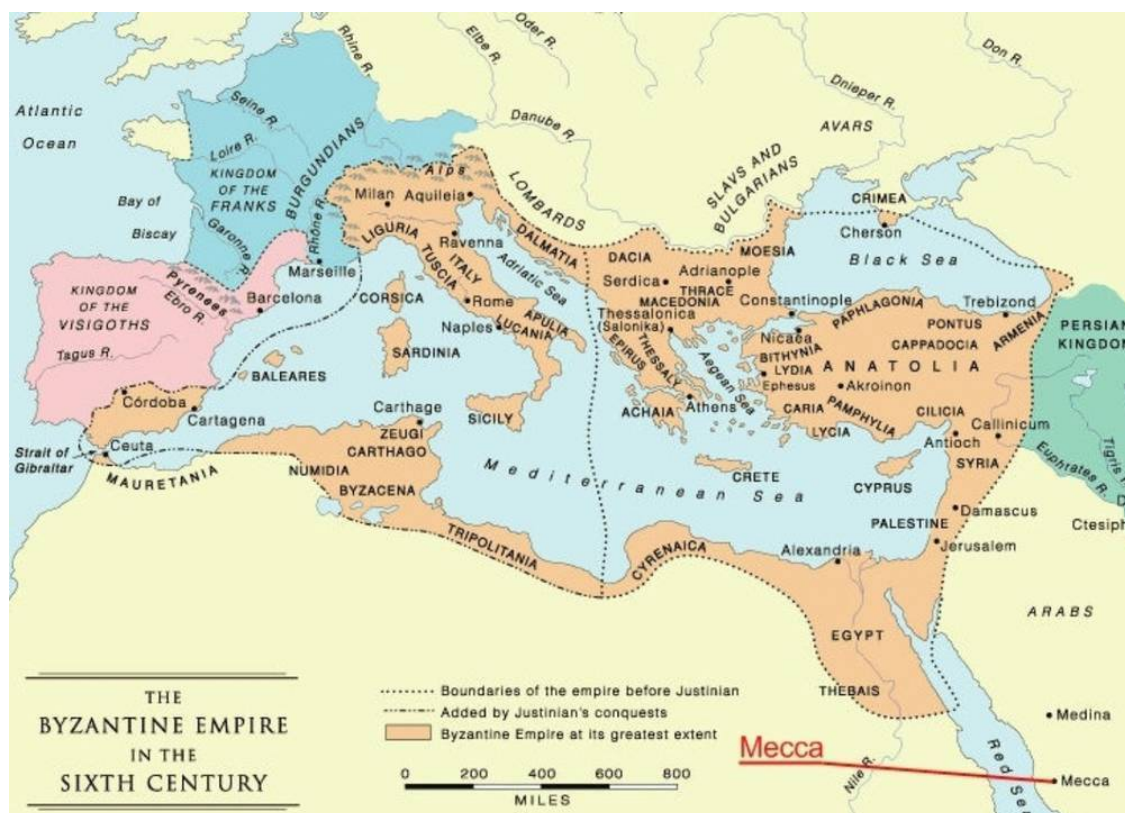 Atlantic
Ocean
Bay of
Biscay
Rhine R.
Elbe R.
Oder R.
Don R.
Dnieper R.
AVARS
Danube R.
Seine R.
Loire R.
KINGDOM
OF THE
FRANKS
BURGUNDIANS
Garonne R.
Rhône R.
Marseille
Alps
LOMBARDS
SLAVS AND
BULGARIANS
CRIMEA
Cherson
Black Sea
Milan
Aquileia
LIGURIA
Ravenna
TUSCIA
ITALY
Adriatic Sea
DALMATIA
DACIA
MOESIA
Serdica
Adrianople
THRACE
MACEDONIA
Constantinople
Thessalonica
(Salonika)
PAPHLAGONIA
Trebizond
PONTUS
ARMENIA
PERSIAN
KINGDOM
Pyrenees
Ebro R.
KINGDOM
OF THE
VISIGOTHS
Tagus R.
Barcelona
CORSICA
Rome
Naples
LUCANIA
APULIA
SARDINIA
BALEARES
Córdoba
Cartagena
Ceuta
Strait of
Gibraltar
MAURETANIA
Carthage
ZEUGI
CARTHAGO
NUMIDIA
BYZACENA
SICILY
EPIRUS
THESSALY
Aegean Sea
ACHAIA
Athens
Nicaea
BITHYNIA
LYDIA
Ephesus
CAPPADOCIA
ANATOLIA
Akroinon
CARIA
PAMPHYLIA
LYCIA
CILICIA
Antioch
Callinicum
SYRIA
Euphrates R.
Tigris
Ctesiph
Mediterranean Sea
CRETE
CYPRUS
Damascus
PALESTINE
Jerusalem
TRIPOLITANIA
CYRENAICA
Alexandria
EGYPT
THEBAIS
ARABS
Medina
Mecca
Nile R.
Red Se
Mecca
THE
BYZANTINE EMPIRE
IN THE
SIXTH CENTURY
Boundaries of the empire before Justinian
Added by Justinian's conquests
Byzantine Empire at its greatest extent
0 200 400 600 800
MILES